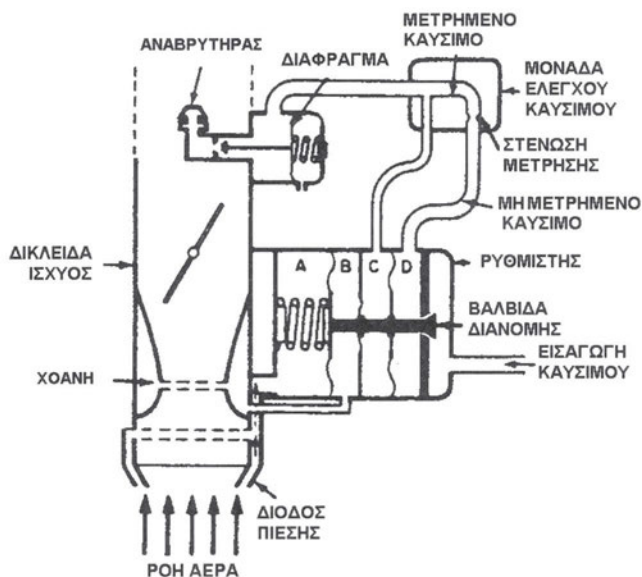 ΑΝΑΒΡΥΤΗΡΑΣ
ΔΙΑΦΡΑΓΜΑ
ΜΕΤΡΗΜΕΝΟ
ΚΑΥΣΙΜΟ
ΜΟΝΑΔΑ
ΕΛΕΓΧΟΥ
ΚΑΥΣΙΜΟΥ
ΣΤΕΝΩΣΗ
ΜΕΤΡΗΣΗΣ
ΜΗ ΜΕΤΡΗΜΕΝΟ
ΚΑΥΣΙΜΟ
ΔΙΚΛΕΙΔΑ
ΙΣΧΥΟΣ
A B C D
ΡΥΘΜΙΣΤΗΣ
ΒΑΛΒΙΔΑ
ΔΙΑΝΟΜΗΣ
ΧΟΑΝΗ
ΕΙΣΑΓΩΓΗ
ΚΑΥΣΙΜΟΥ
ΔΙΟΔΟΣ
ΠΙΕΣΗΣ
ΡΟΗ ΑΕΡΑ